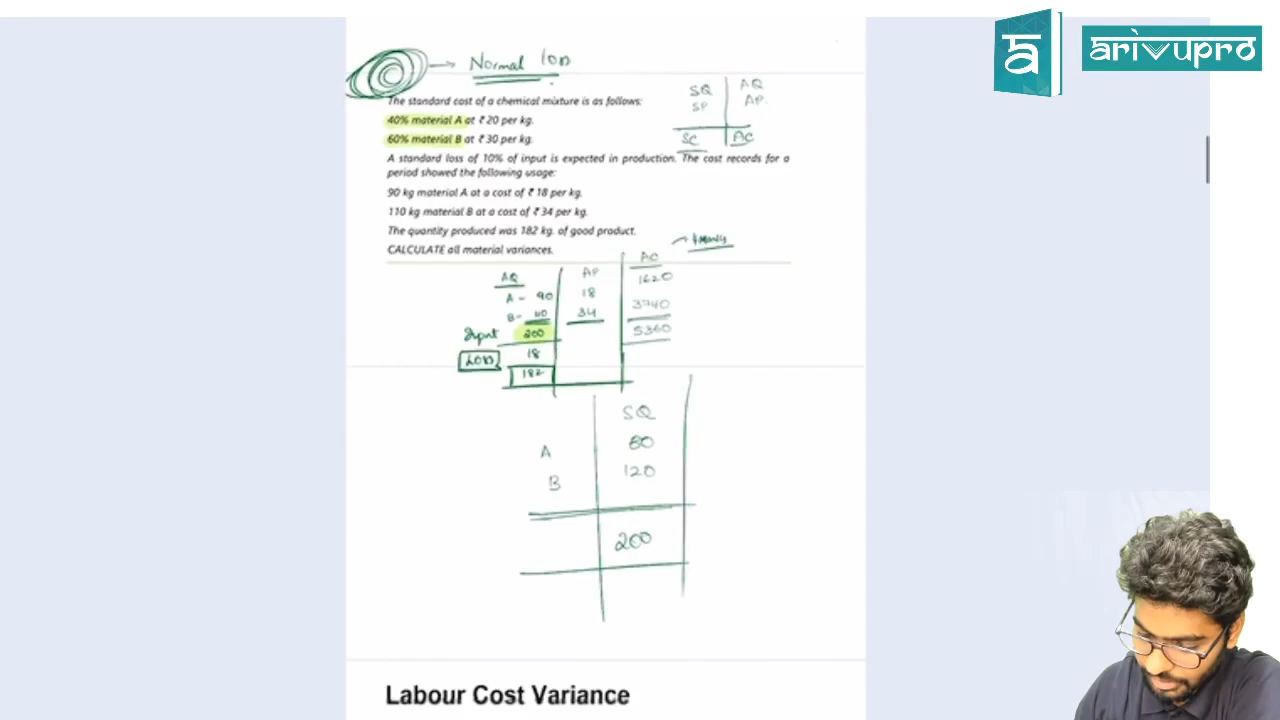 → Normal loss
arivupro
The standard cost of a chemical mixture is as follows:
40% material A at ₹ 20 per kg.
60% material B at ₹ 30 per kg.
A standard loss of 10% of input is expected in production. The cost records for a
period showed the following usage:
90 kg material A at a cost of ₹ 18 per kg.
110 kg material B at a cost of ₹ 34 per kg.
The quantity produced was 182 kg. of good product.
CALCULATE all material variances.
SQ AQ
SP AP.
SC AC
AQ AP AC
A - 90 18 1620
B - 110 34 3740
Input 200 5360
Loss 18
182
SQ
A 80
B 120
200
Labour Cost Variance